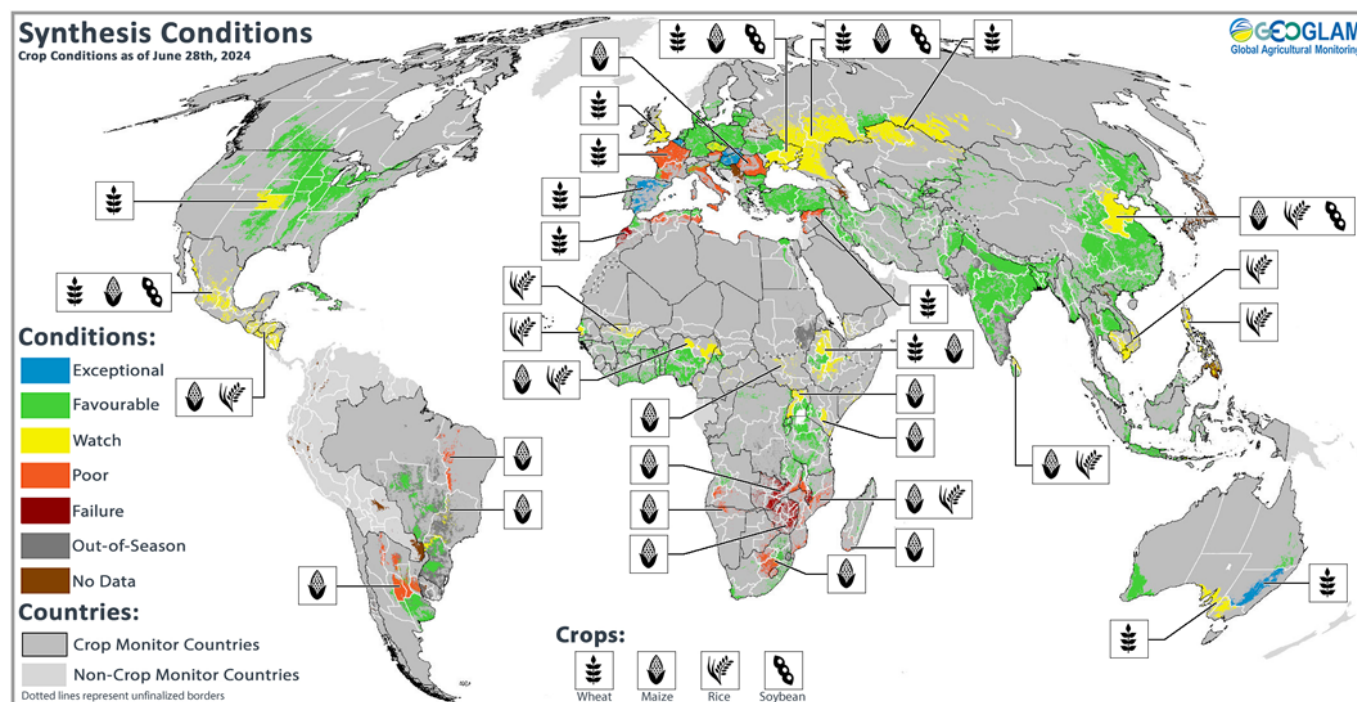 Synthesis Conditions
Crop Conditions as of June 28th, 2024
GEOGLAM
Global Agricultural Monitoring
Conditions:
Exceptional
Favourable
Watch
Poor
Failure
Out-of-Season
No Data
Countries:
Crop Monitor Countries
Non-Crop Monitor Countries
Dotted lines represent unfinalized borders
Crops:
Wheat
Maize
Rice
Soybean